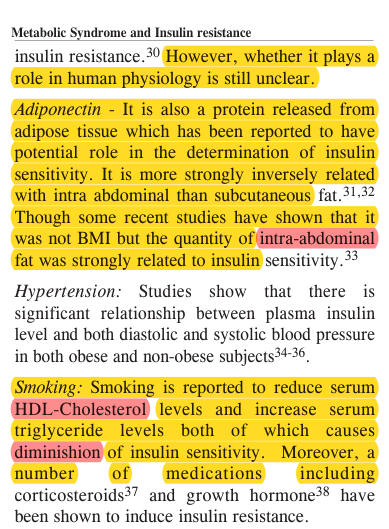 Metabolic Syndrome and Insulin resistance
insulin resistance.30 However, whether it plays a
role in human physiology is still unclear.
Adiponectin - It is also a protein released from
adipose tissue which has been reported to have
potential role in the determination of insulin
sensitivity. It is more strongly inversely related
with intra abdominal than subcutaneous fat.31,32
Though some recent studies have shown that it
was not BMI but the quantity of intra-abdominal
fat was strongly related to insulin sensitivity.33
Hypertension: Studies show that there is
significant relationship between plasma insulin
level and both diastolic and systolic blood pressure
in both obese and non-obese subjects34-36.
Smoking: Smoking is reported to reduce serum
HDL-Cholesterol levels and increase serum
triglyceride levels both of which causes
diminishion of insulin sensitivity. Moreover, a
number of medications including
corticosteroids37 and growth hormone38 have
been shown to induce insulin resistance.